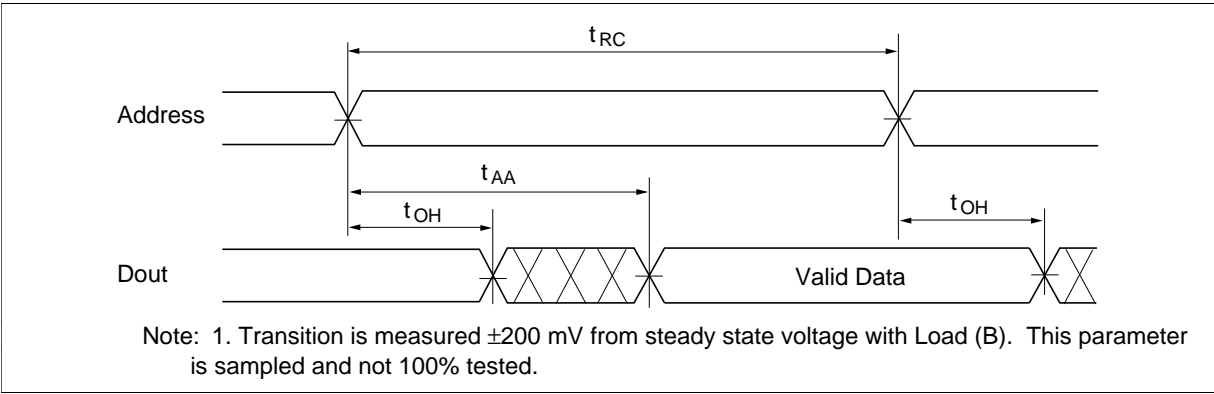 t RC
Address
t AA
t OH
t OH
Dout
Valid Data
Note: 1. Transition is measured ±200 mV from steady state voltage with Load (B). This parameter
is sampled and not 100% tested.